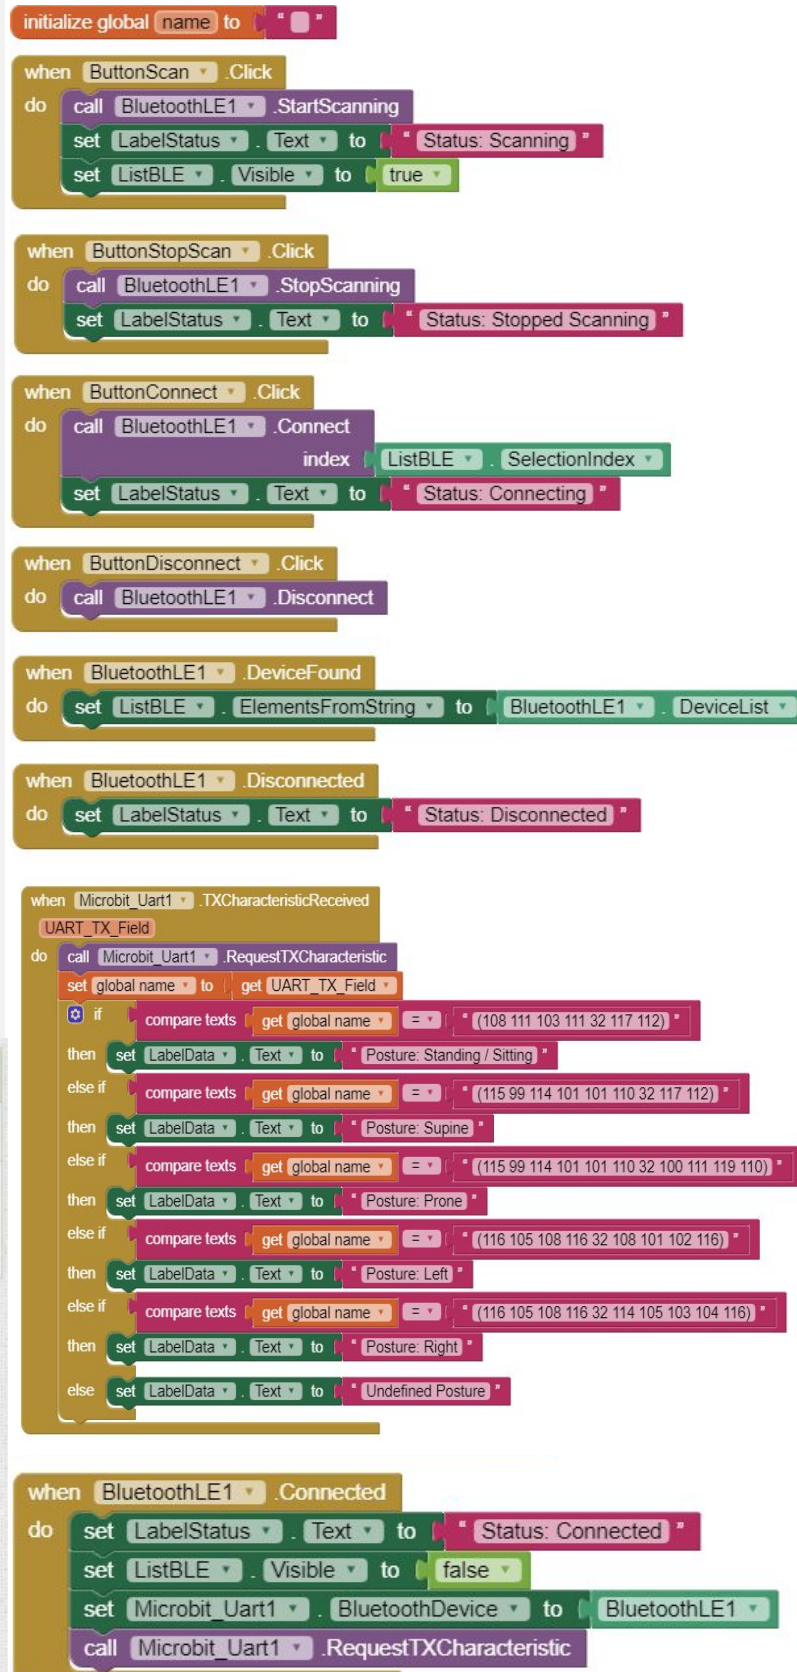 initialize global name to " "
when ButtonScan .Click
do call BluetoothLE1 .StartScanning
set LabelStatus . Text to " Status: Scanning "
set ListBLE . Visible to true
when ButtonStopScan .Click
do call BluetoothLE1 .StopScanning
set LabelStatus . Text to " Status: Stopped Scanning "
when ButtonConnect .Click
do call BluetoothLE1 .Connect
index ListBLE . SelectionIndex
set LabelStatus . Text to " Status: Connecting "
when ButtonDisconnect .Click
do call BluetoothLE1 .Disconnect
when BluetoothLE1 .DeviceFound
do set ListBLE . ElementsFromString to BluetoothLE1 . DeviceList
when BluetoothLE1 .Disconnected
do set LabelStatus . Text to " Status: Disconnected "
when Microbit_Uart1 .TXCharacteristicReceived
UART_TX_Field
do call Microbit_Uart1 .RequestTXCharacteristic
set global name to get UART_TX_Field
if compare texts get global name = " (108 111 103 111 32 117 112) "
then set LabelData . Text to " Posture: Standing / Sitting "
else if compare texts get global name = " (115 99 114 101 101 110 32 117 112) "
then set LabelData . Text to " Posture: Supine "
else if compare texts get global name = " (115 99 114 101 101 110 32 100 111 119 110) "
then set LabelData . Text to " Posture: Prone "
else if compare texts get global name = " (116 105 108 116 32 108 101 102 116) "
then set LabelData . Text to " Posture: Left "
else if compare texts get global name = " (116 105 108 116 32 114 105 103 104 116) "
then set LabelData . Text to " Posture: Right "
else set LabelData . Text to " Undefined Posture "
when BluetoothLE1 .Connected
do set LabelStatus . Text to " Status: Connected "
set ListBLE . Visible to false
set Microbit_Uart1 . BluetoothDevice to BluetoothLE1
call Microbit_Uart1 .RequestTXCharacteristic